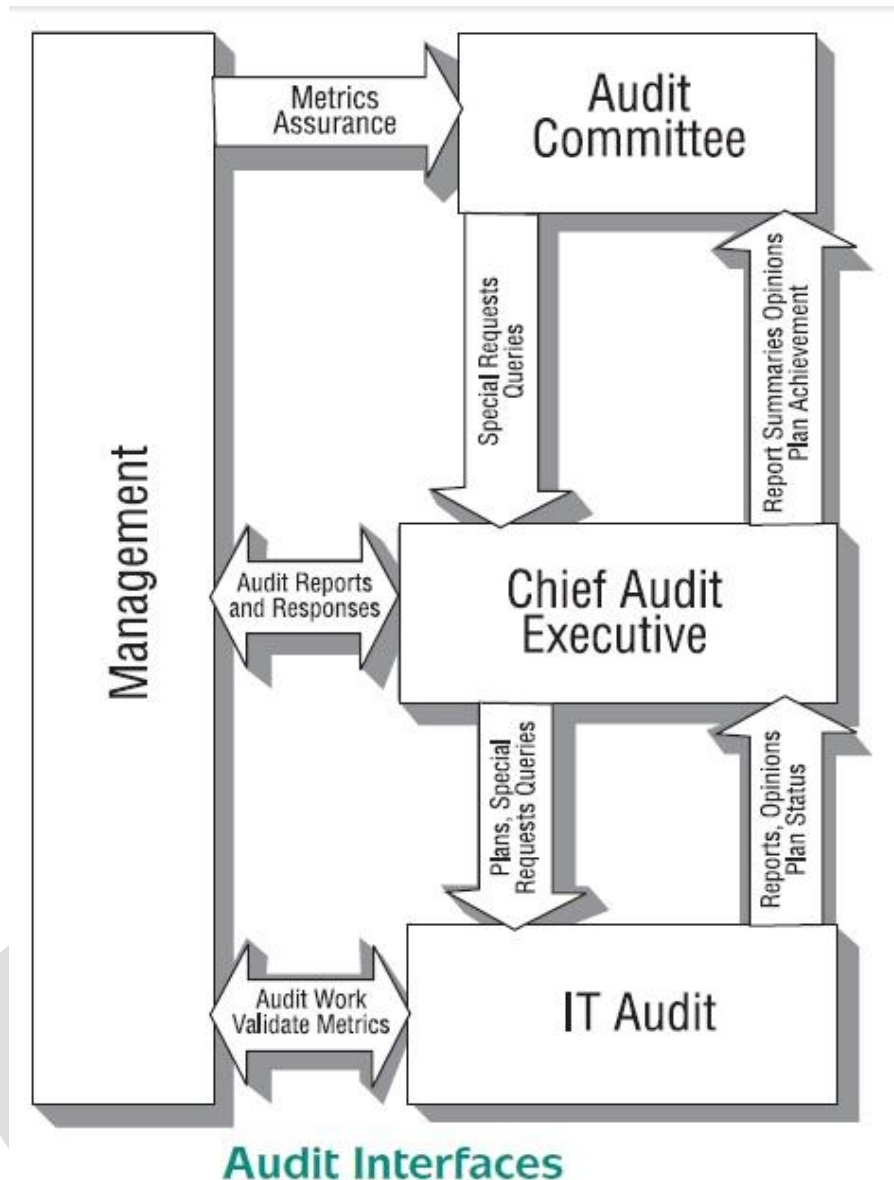 Metrics
Assurance
Audit
Committee
Special Requests
Queries
Report Summaries Opinions
Plan Achievement
Management
Audit Reports
and Responses
Chief Audit
Executive
Plans, Special
Requests Queries
Reports, Opinions
Plan Status
Audit Work
Validate Metrics
IT Audit
Audit Interfaces